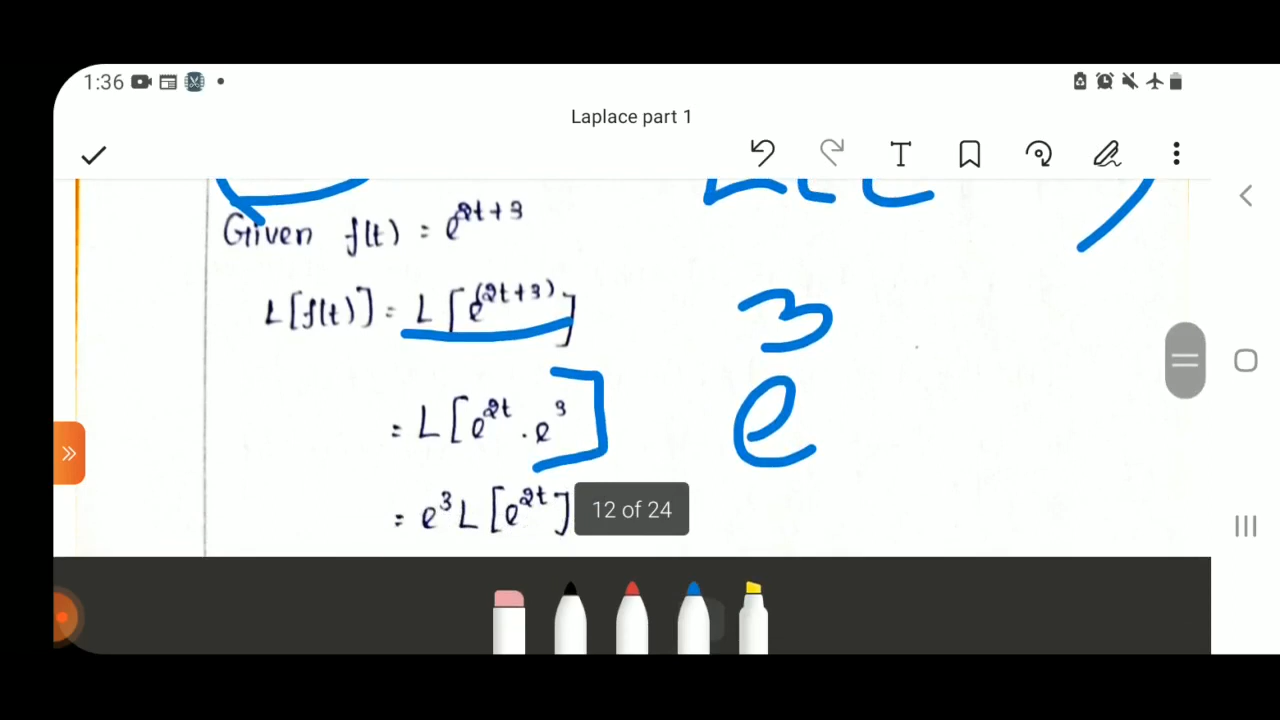 1:36
Laplace part 1
Given f(t) = e^{2t+3}
L[f(t)] = L[e^{(2t+3)}]
3
= L[e^{2t} . e^3]
e
= e^3 L[e^{2t}]
12 of 24